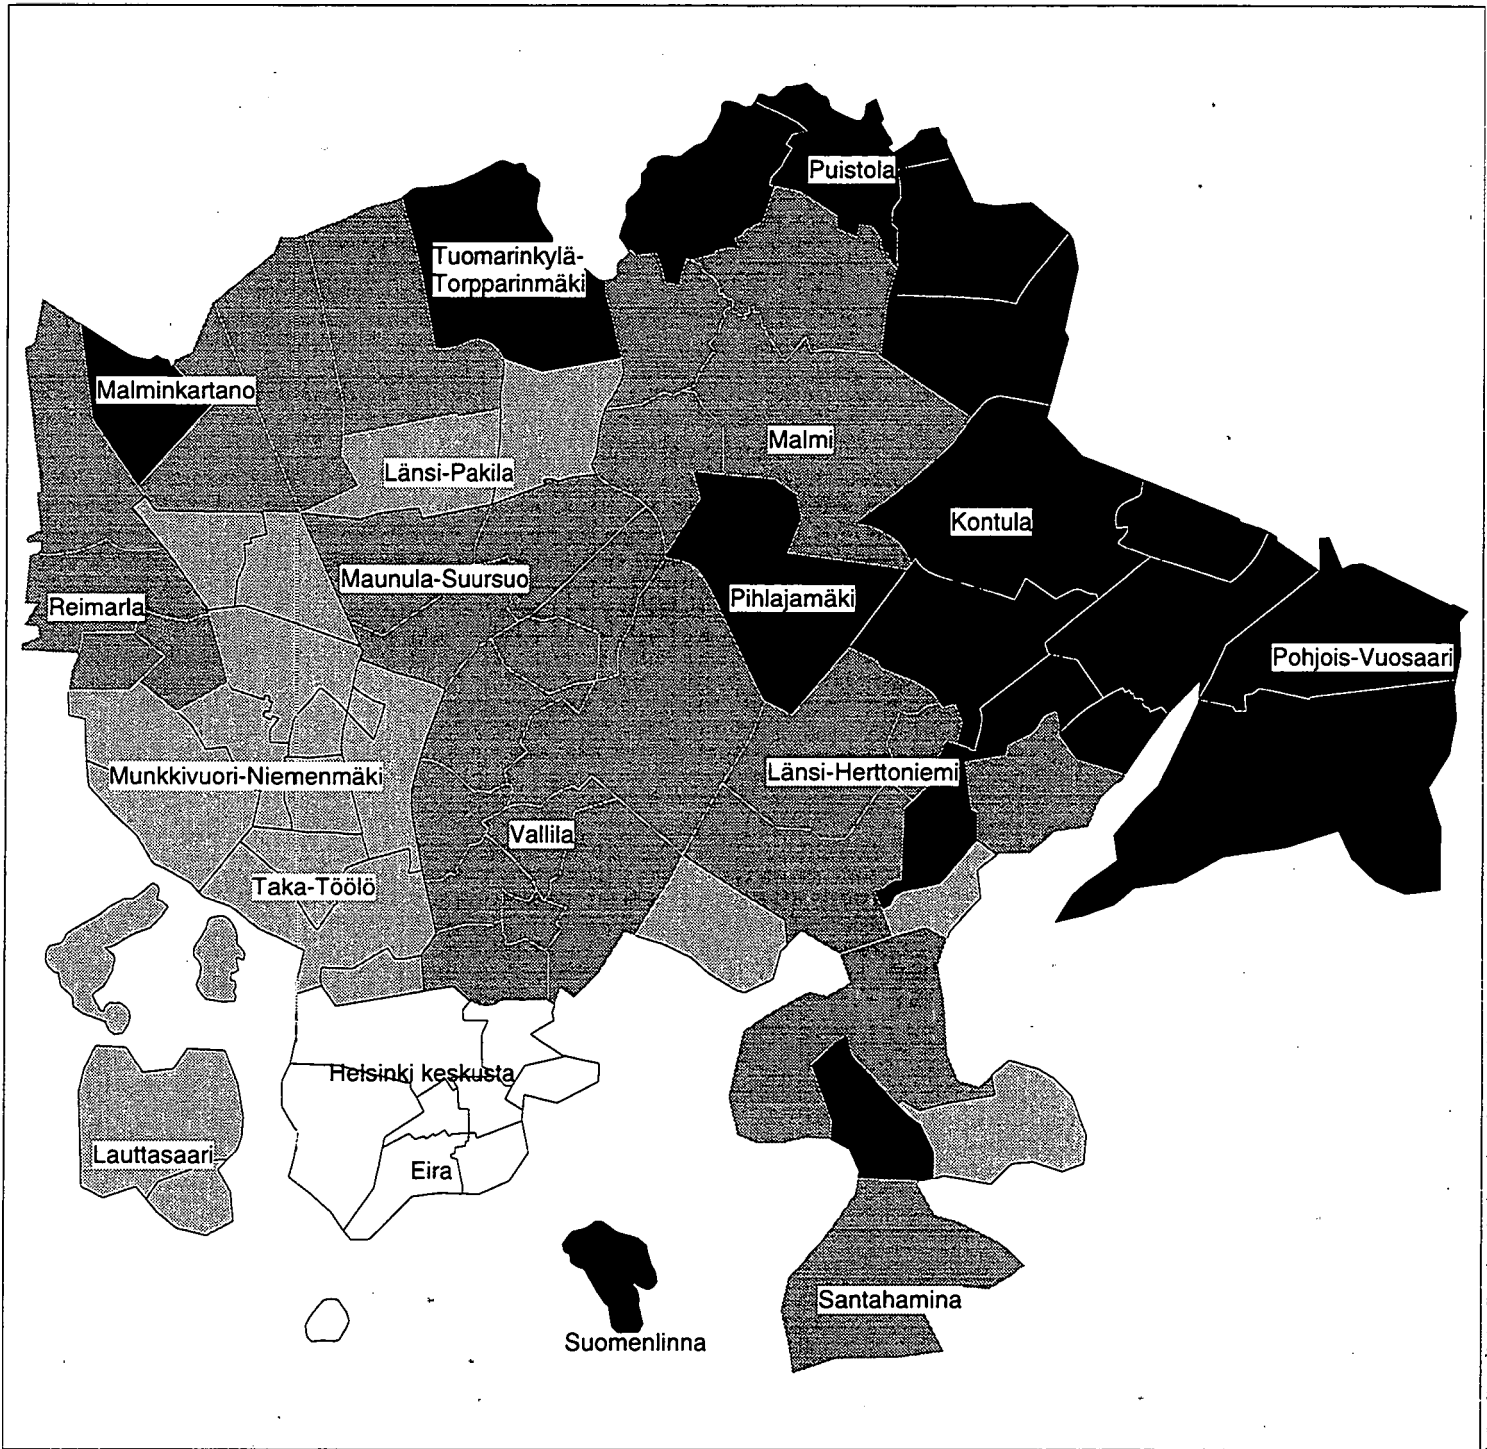 Puistola
Tuomarinkylä-
Torpparinmäki
Malminkartano
Malmi
Länsi-Pakila
Kontula
Maunula-Suursuo
Pihlajamäki
Reimarla
Pohjois-Vuosaari
Munkkivuori-Niemenmäki
Länsi-Herttoniemi
Vallila
Taka-Töölö
Helsinki keskusta
Lauttasaari
Eira
Santahamina
Suomenlinna